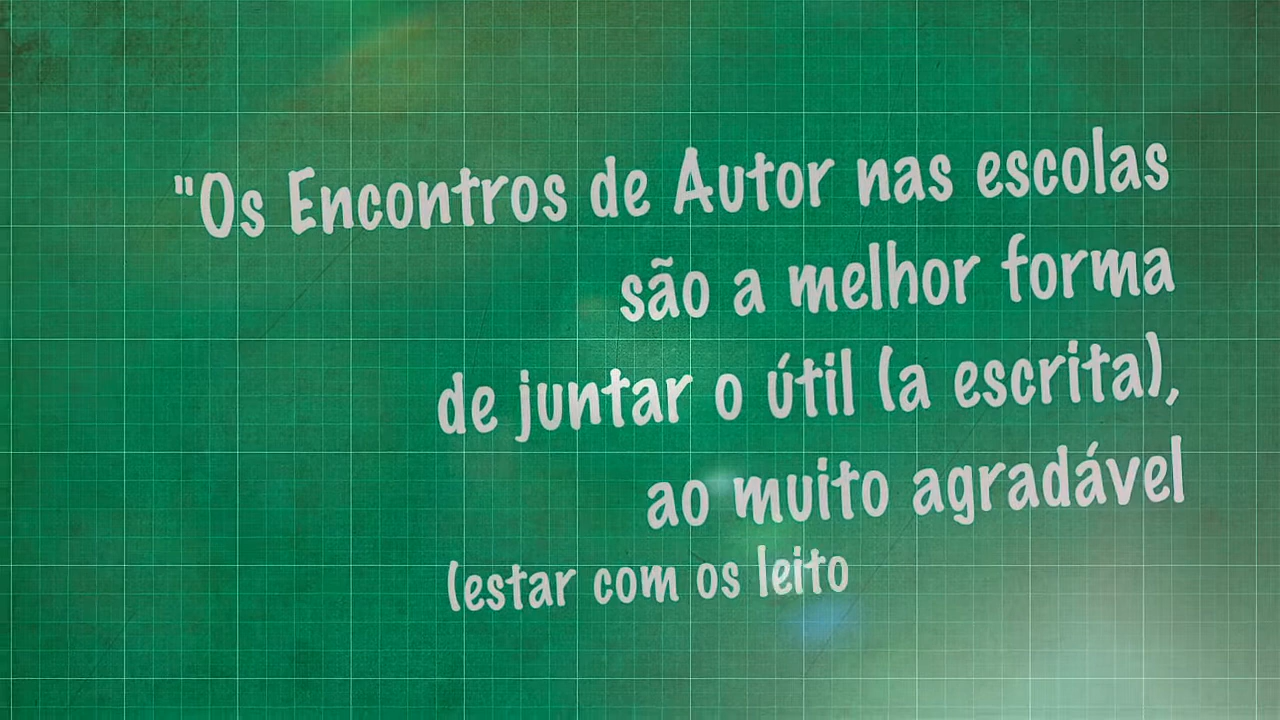 "Os Encontros de Autor nas escolas
são a melhor forma
de juntar o útil (a escrita),
ao muito agradável
(estar com os leito